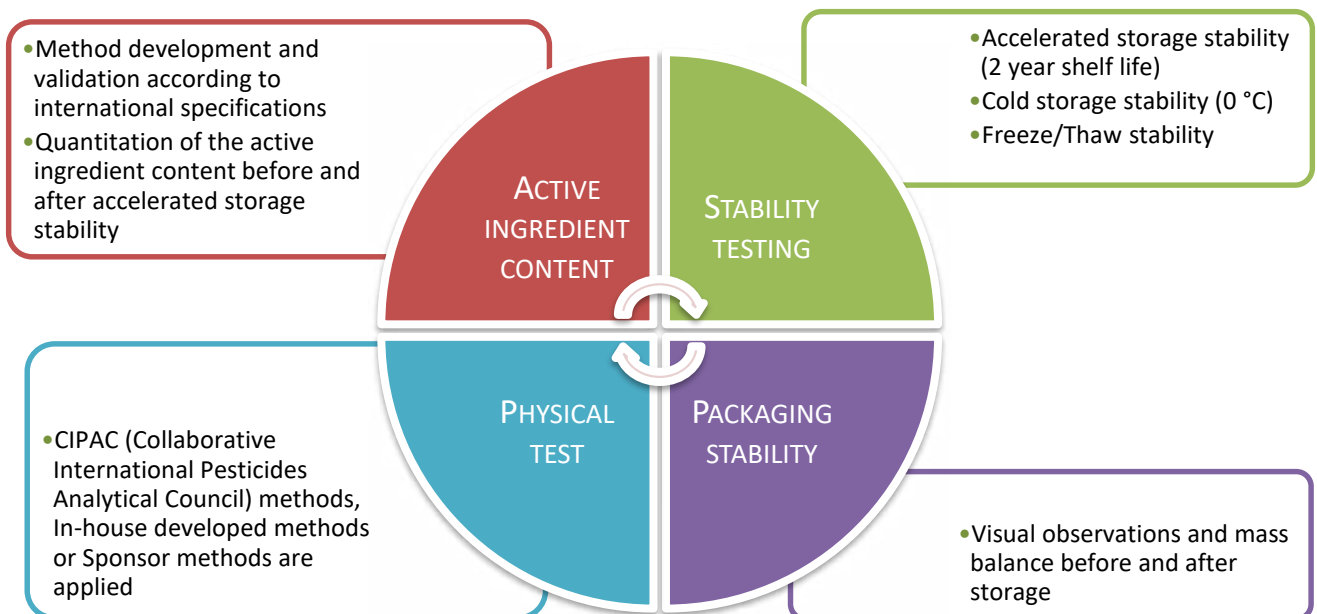 •Method development and
validation according to
international specifications
•Quantitation of the active
ingredient content before and
after accelerated storage
stability
ACTIVE
INGREDIENT
CONTENT
•Accelerated storage stability
(2 year shelf life)
•Cold storage stability (0 °C)
•Freeze/Thaw stability
STABILITY
TESTING
•CIPAC (Collaborative
International Pesticides
Analytical Council) methods,
In-house developed methods
or Sponsor methods are
applied
PHYSICAL
TEST
PACKAGING
STABILITY
•Visual observations and mass
balance before and after
storage